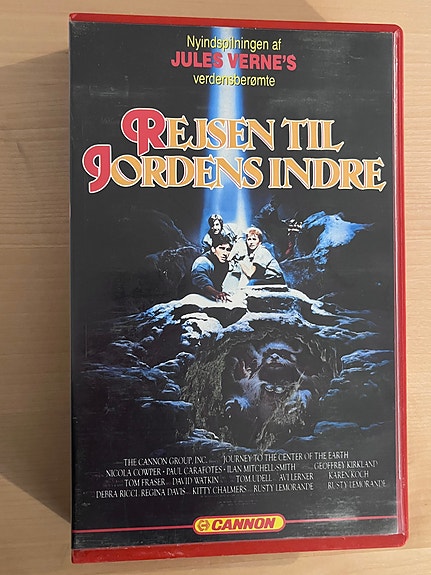 Nyindspilningen af
JULES VERNE'S
verdensberømte
REJSEN TIL
JORDENS INDRE
THE CANNON GROUP, INC. JOURNEY TO THE CENTER OF THE EARTH
NICOLA COWPER · PAUL CARAFOTES · ILAN MITCHELL-SMITH GEOFFREY KIRKLAND
TOM FRASER DAVID WATKIN TOM UDELL AVI LERNER KAREN KOCH
DEBRA RICCI, REGINA DAVIS KITTY CHALMERS RUSTY LEMORANDE RUSTY LEMORANDE
CANNON